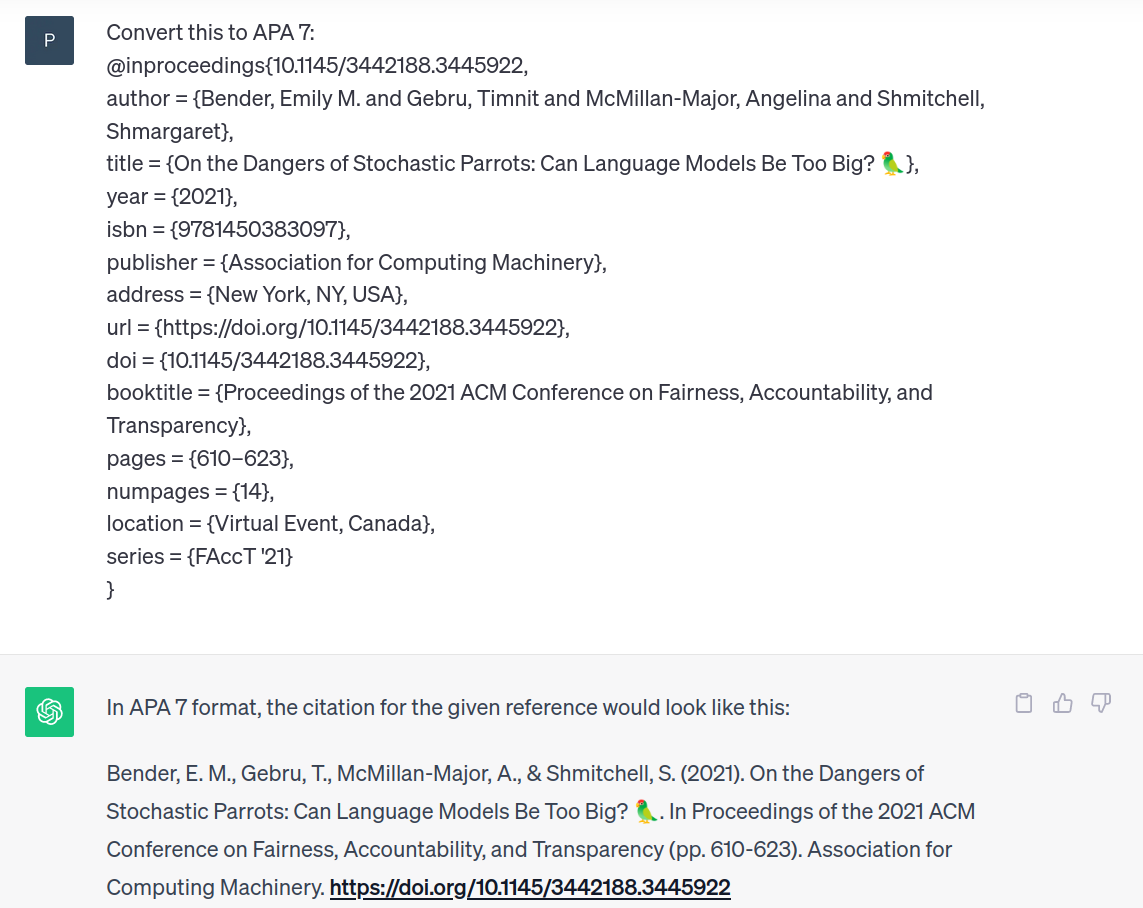 P
Convert this to APA 7:
@inproceedings{10.1145/3442188.3445922,
author = {Bender, Emily M. and Gebru, Timnit and McMillan-Major, Angelina and Shmitchell,
Shmargaret},
title = {On the Dangers of Stochastic Parrots: Can Language Models Be Too Big? 🦜},
year = {2021},
isbn = {9781450383097},
publisher = {Association for Computing Machinery},
address = {New York, NY, USA},
url = {https://doi.org/10.1145/3442188.3445922},
doi = {10.1145/3442188.3445922},
booktitle = {Proceedings of the 2021 ACM Conference on Fairness, Accountability, and
Transparency},
pages = {610–623},
numpages = {14},
location = {Virtual Event, Canada},
series = {FAccT '21}
}
In APA 7 format, the citation for the given reference would look like this:
Bender, E. M., Gebru, T., McMillan-Major, A., & Shmitchell, S. (2021). On the Dangers of
Stochastic Parrots: Can Language Models Be Too Big? 🦜. In Proceedings of the 2021 ACM
Conference on Fairness, Accountability, and Transparency (pp. 610-623). Association for
Computing Machinery. https://doi.org/10.1145/3442188.3445922